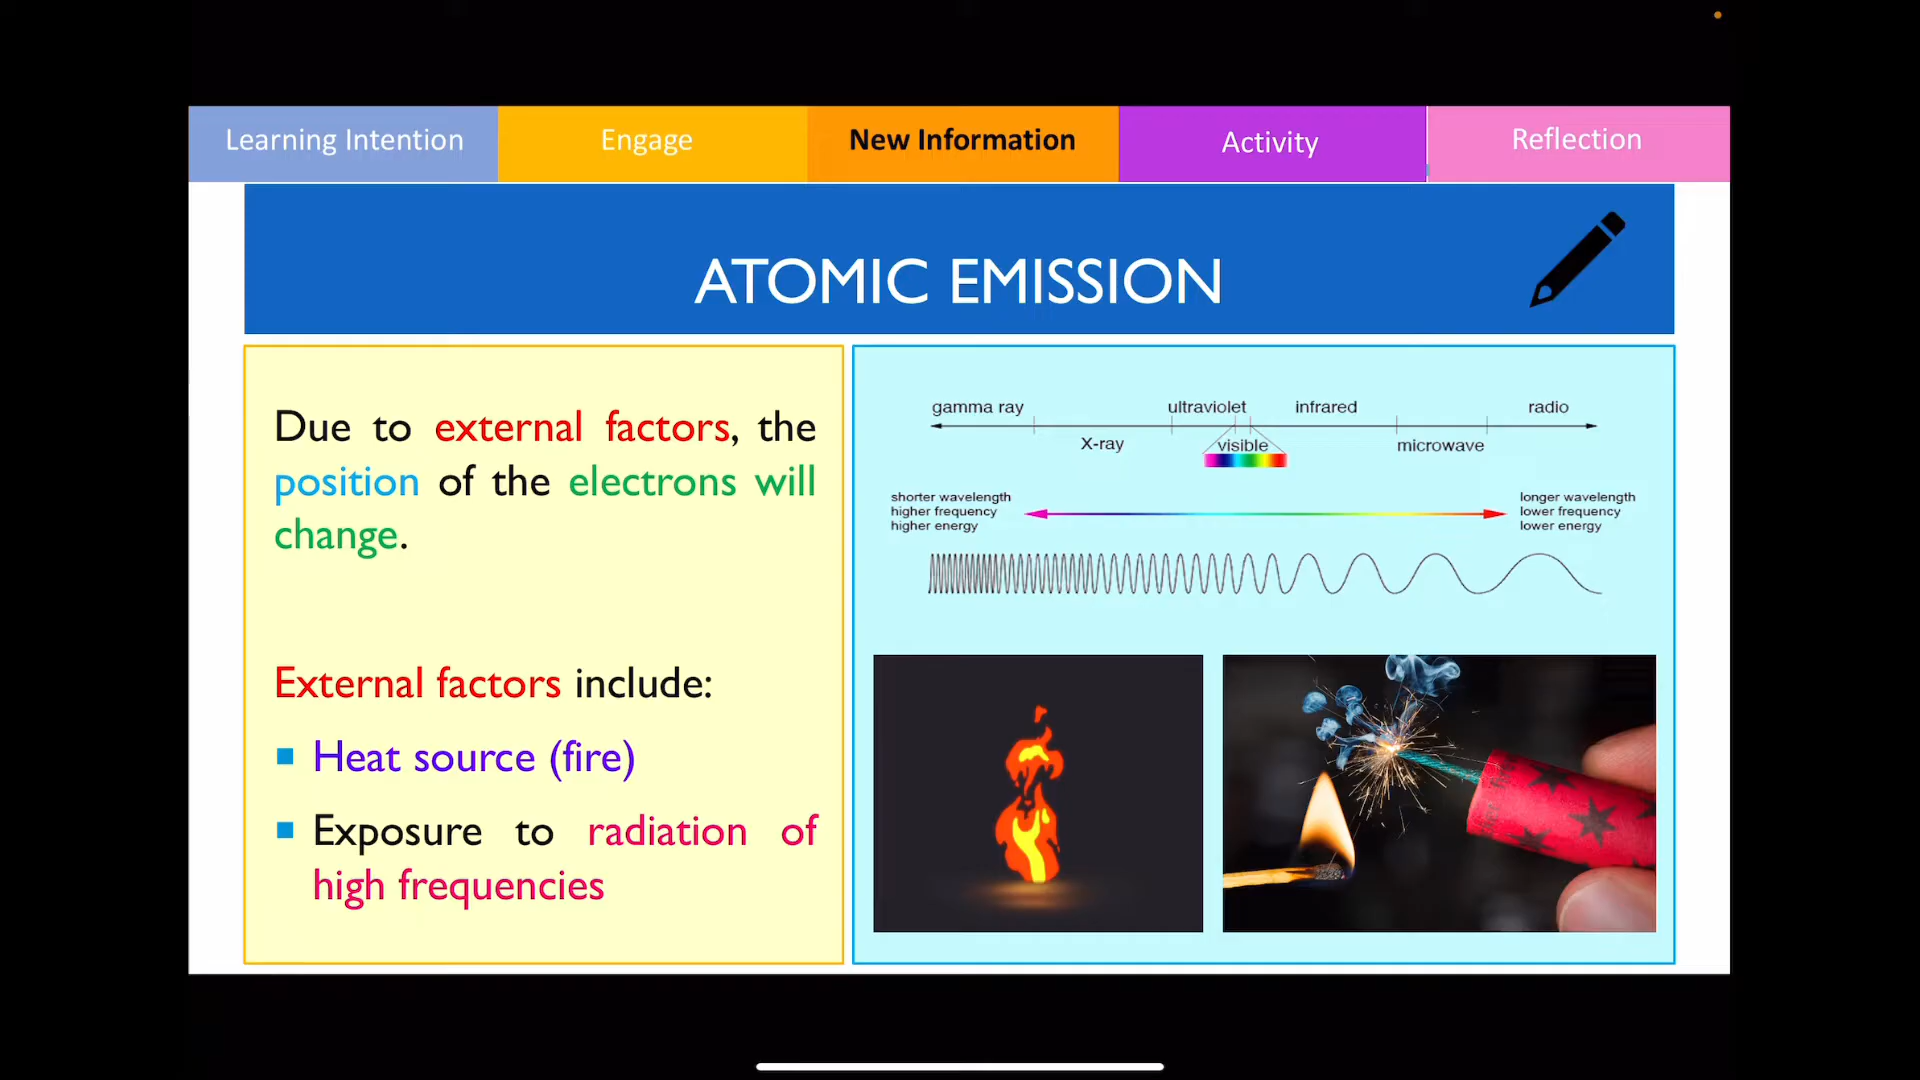 Learning Intention
Engage
New Information
Activity
Reflection
ATOMIC EMISSION
Due to external factors, the
position of the electrons will
change.
External factors include:
Heat source (fire)
Exposure to radiation of
high frequencies
gamma ray
ultraviolet
infrared
radio
X-ray
visible
microwave
shorter wavelength
higher frequency
higher energy
longer wavelength
lower frequency
lower energy